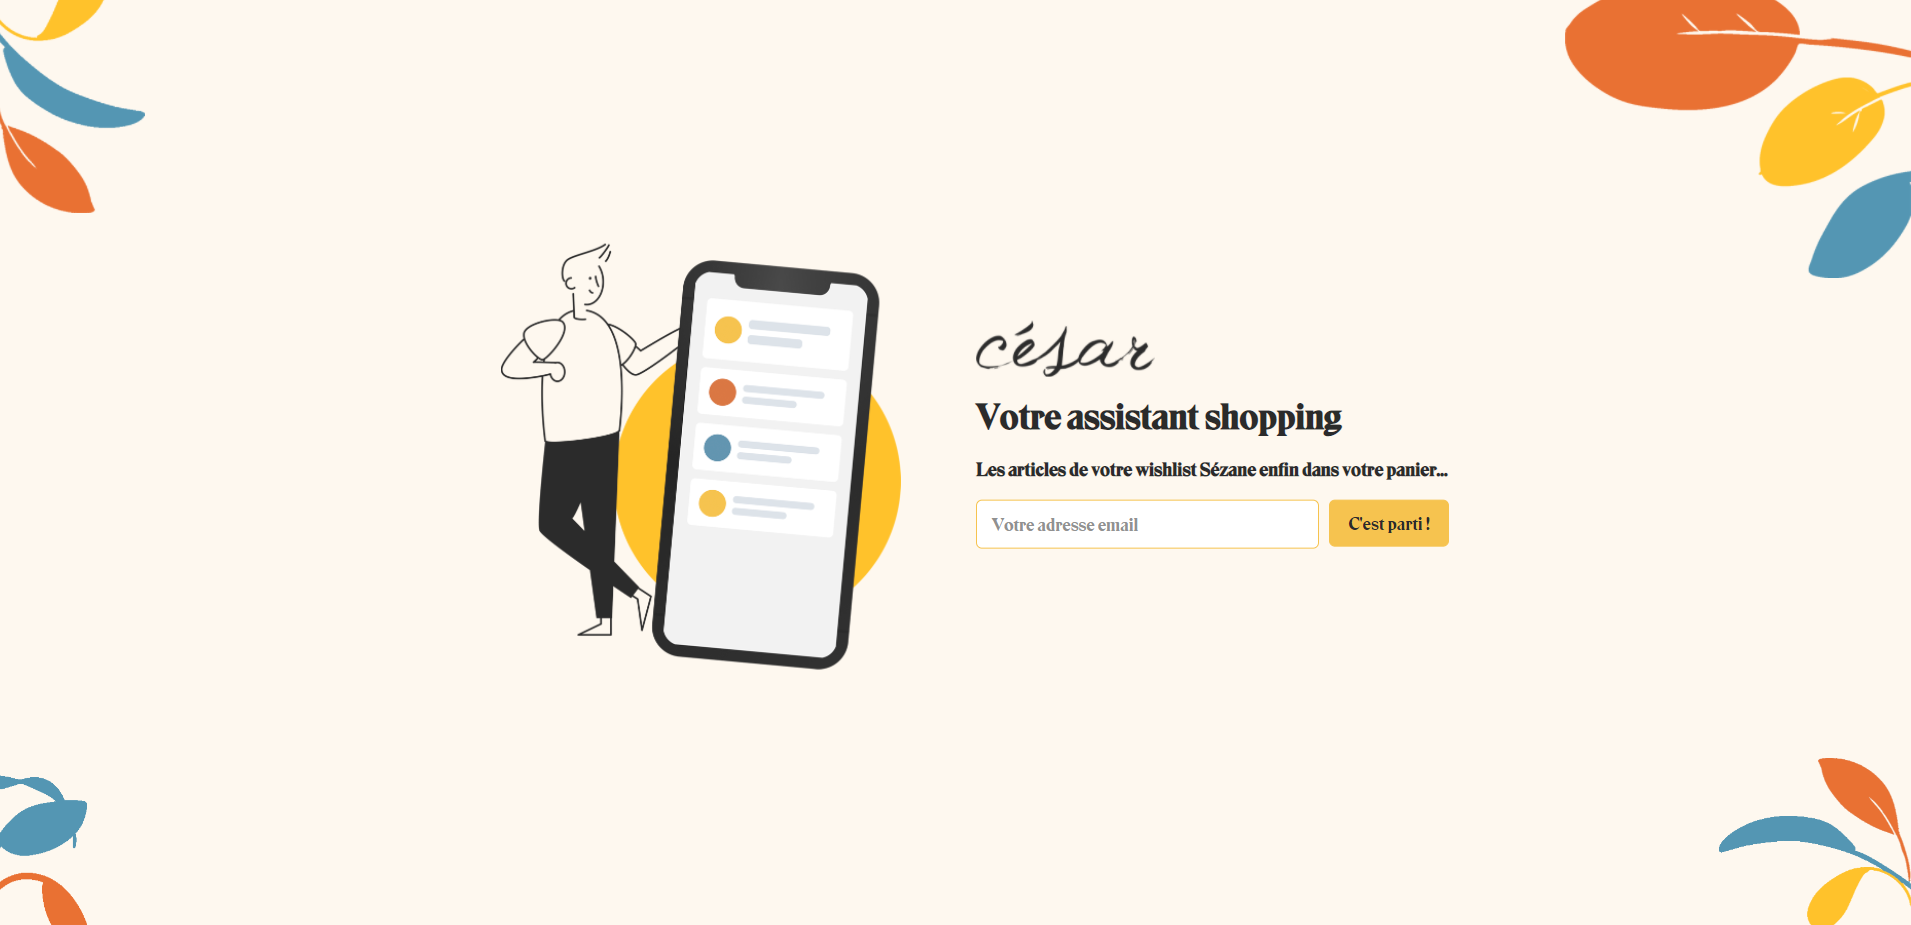 césar
Votre assistant shopping
Les articles de votre wishlist Sézane enfin dans votre panier...
Votre adresse email
C'est parti !